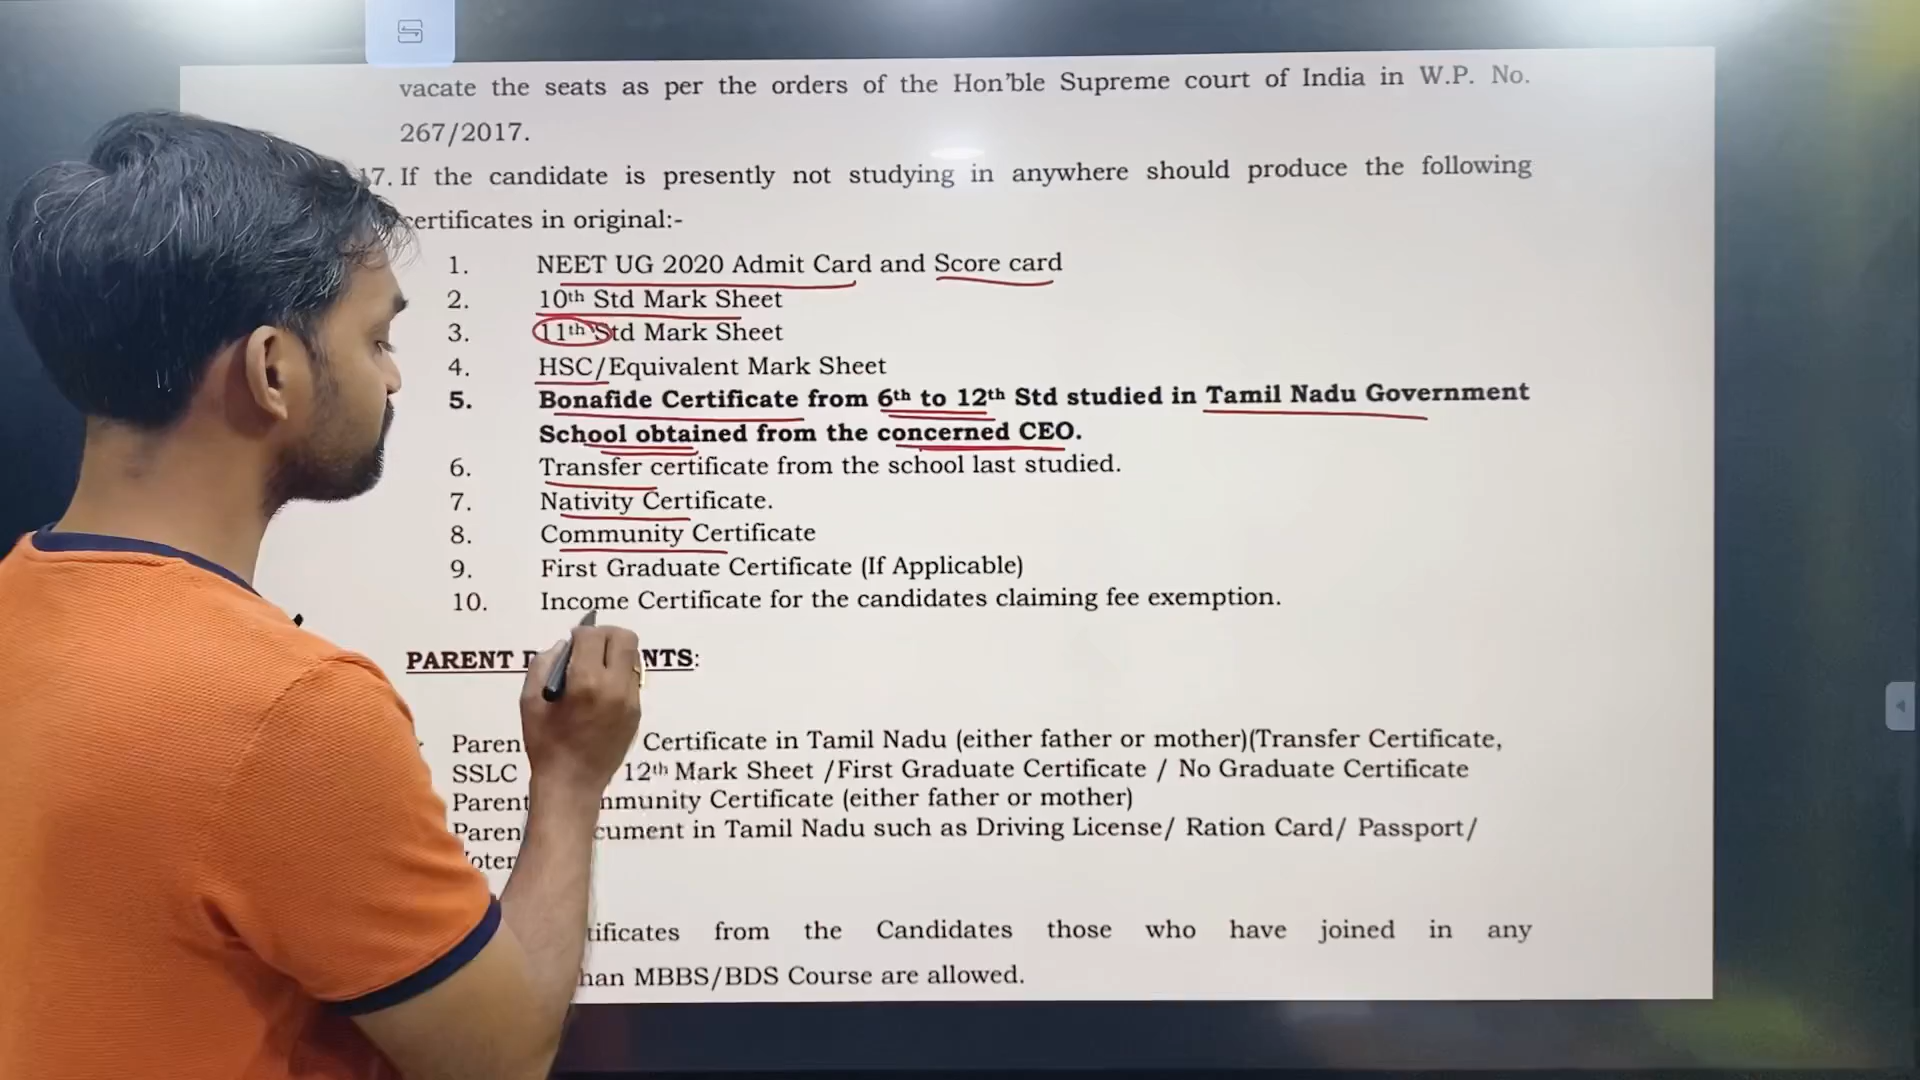 vacate the seats as per the orders of the Hon'ble Supreme court of India in W.P. No.
267/2017.
17. If the candidate is presently not studying in anywhere should produce the following
certificates in original:-
1. NEET UG 2020 Admit Card and Score card
2. 10th Std Mark Sheet
3. 11th Std Mark Sheet
4. HSC/Equivalent Mark Sheet
5. Bonafide Certificate from 6th to 12th Std studied in Tamil Nadu Government
School obtained from the concerned CEO.
6. Transfer certificate from the school last studied.
7. Nativity Certificate.
8. Community Certificate
9. First Graduate Certificate (If Applicable)
10. Income Certificate for the candidates claiming fee exemption.
PARENT
Certificate in Tamil Nadu (either father or mother)(Transfer Certificate,
SSLC 12th Mark Sheet /First Graduate Certificate / No Graduate Certificate
Parent Certificate (either father or mother)
in Tamil Nadu such as Driving License/ Ration Card/ Passport/
from the Candidates those who have joined in any
MBBS/BDS Course are allowed.